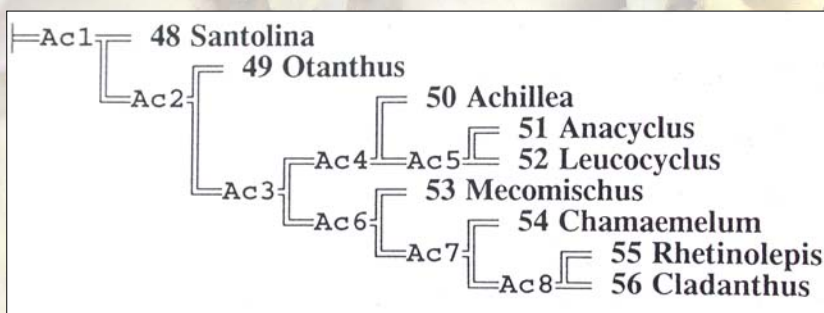 Ac1 48 Santolina
49 Otanthus
Ac2
50 Achillea
51 Anacyclus
Ac4 Ac5 52 Leucocyclus
Ac3 53 Mecomischus
Ac6 54 Chamaemelum
Ac7 55 Rhetinolepis
Ac8 56 Cladanthus